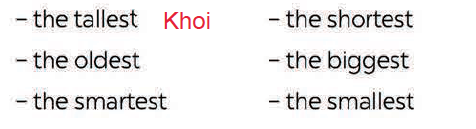 – the tallest Khoi – the shortest
– the oldest – the biggest
– the smartest – the smallest